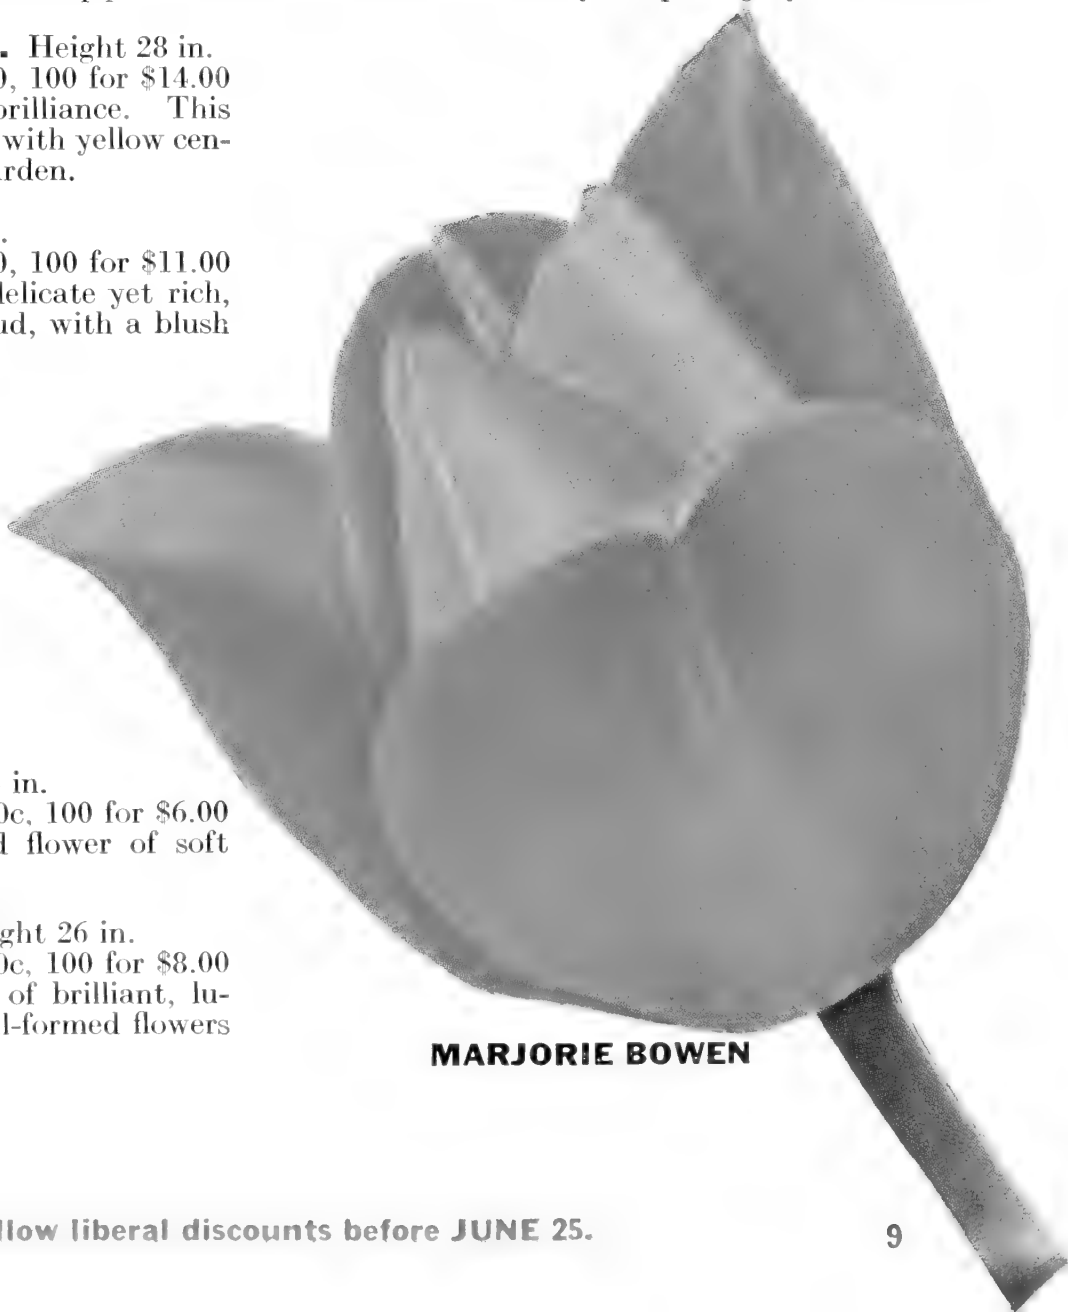 . Height 28 in.
, 100 for $14.00
brilliance. This
with yellow cen-
arden.
.
, 100 for $11.00
delicate yet rich,
ud, with a blush
in.
0c, 100 for $6.00
d flower of soft
ght 26 in.
0c, 100 for $8.00
of brilliant, lu-
l-formed flowers
MARJORIE BOWEN
llow liberal discounts before JUNE 25.
9